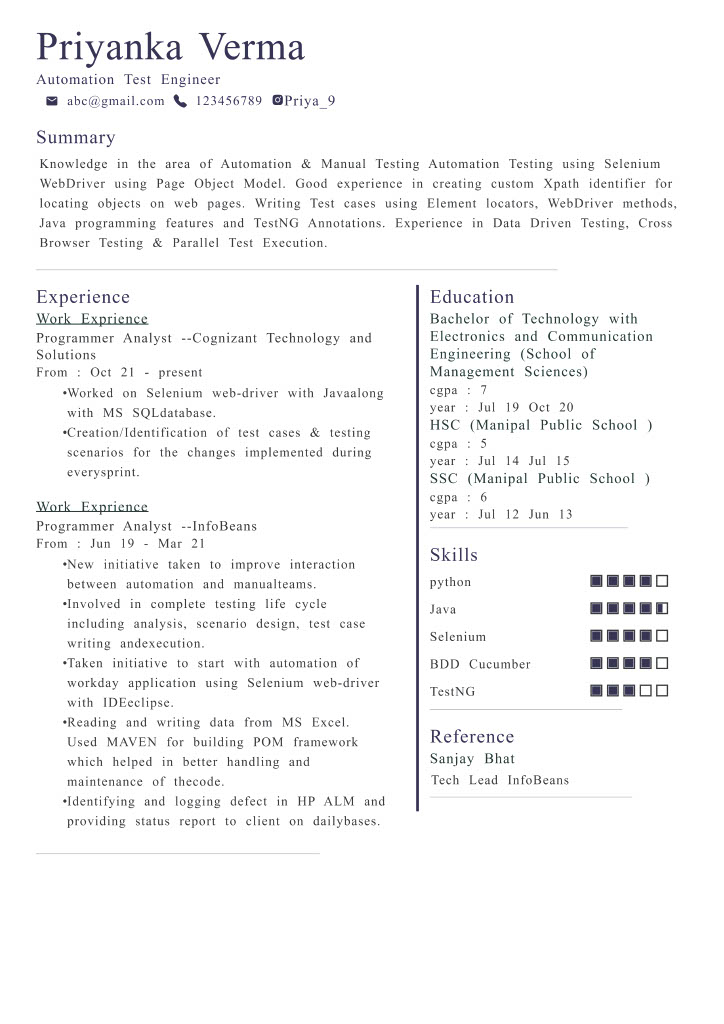 Priyanka Verma
Automation Test Engineer
abc@gmail.com 123456789 Priya_9
Summary
Knowledge in the area of Automation & Manual Testing Automation Testing using Selenium
WebDriver using Page Object Model. Good experience in creating custom Xpath identifier for
locating objects on web pages. Writing Test cases using Element locators, WebDriver methods,
Java programming features and TestNG Annotations. Experience in Data Driven Testing, Cross
Browser Testing & Parallel Test Execution.
Experience
Work Exprience
Programmer Analyst --Cognizant Technology and
Solutions
From : Oct 21 - present
•Worked on Selenium web-driver with Javaalong
with MS SQLdatabase.
•Creation/Identification of test cases & testing
scenarios for the changes implemented during
everysprint.
Work Exprience
Programmer Analyst --InfoBeans
From : Jun 19 - Mar 21
•New initiative taken to improve interaction
between automation and manualteams.
•Involved in complete testing life cycle
including analysis, scenario design, test case
writing andexecution.
•Taken initiative to start with automation of
workday application using Selenium web-driver
with IDEeclipse.
•Reading and writing data from MS Excel.
Used MAVEN for building POM framework
which helped in better handling and
maintenance of thecode.
•Identifying and logging defect in HP ALM and
providing status report to client on dailybases.
Education
Bachelor of Technology with
Electronics and Communication
Engineering (School of
Management Sciences)
cgpa : 7
year : Jul 19 Oct 20
HSC (Manipal Public School )
cgpa : 5
year : Jul 14 Jul 15
SSC (Manipal Public School )
cgpa : 6
year : Jul 12 Jun 13
Skills
python
Java
Selenium
BDD Cucumber
TestNG
Reference
Sanjay Bhat
Tech Lead InfoBeans